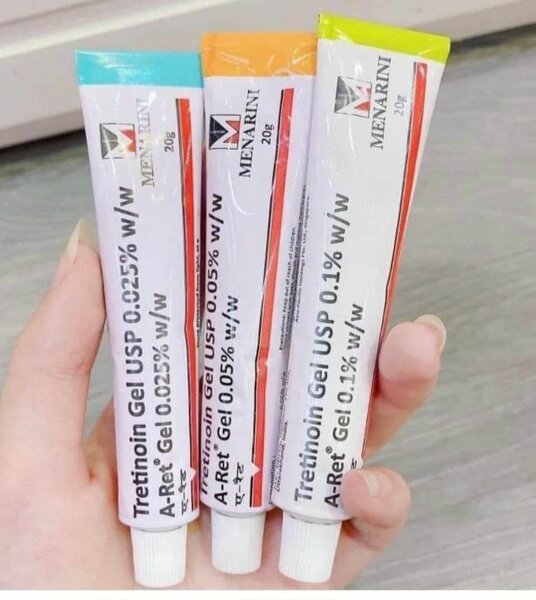 MENARINI
20g
Tretinoin Gel USP 0.025% w/w
A-Ret® Gel 0.025% w/w
ए-रेट
MENARINI
20g
Tretinoin Gel USP 0.05% w/w
A-Ret® Gel 0.05% w/w
ए-रेट
MENARINI
20g
Tretinoin Gel USP 0.1% w/w
A-Ret® Gel 0.1% w/w
ए-रेट